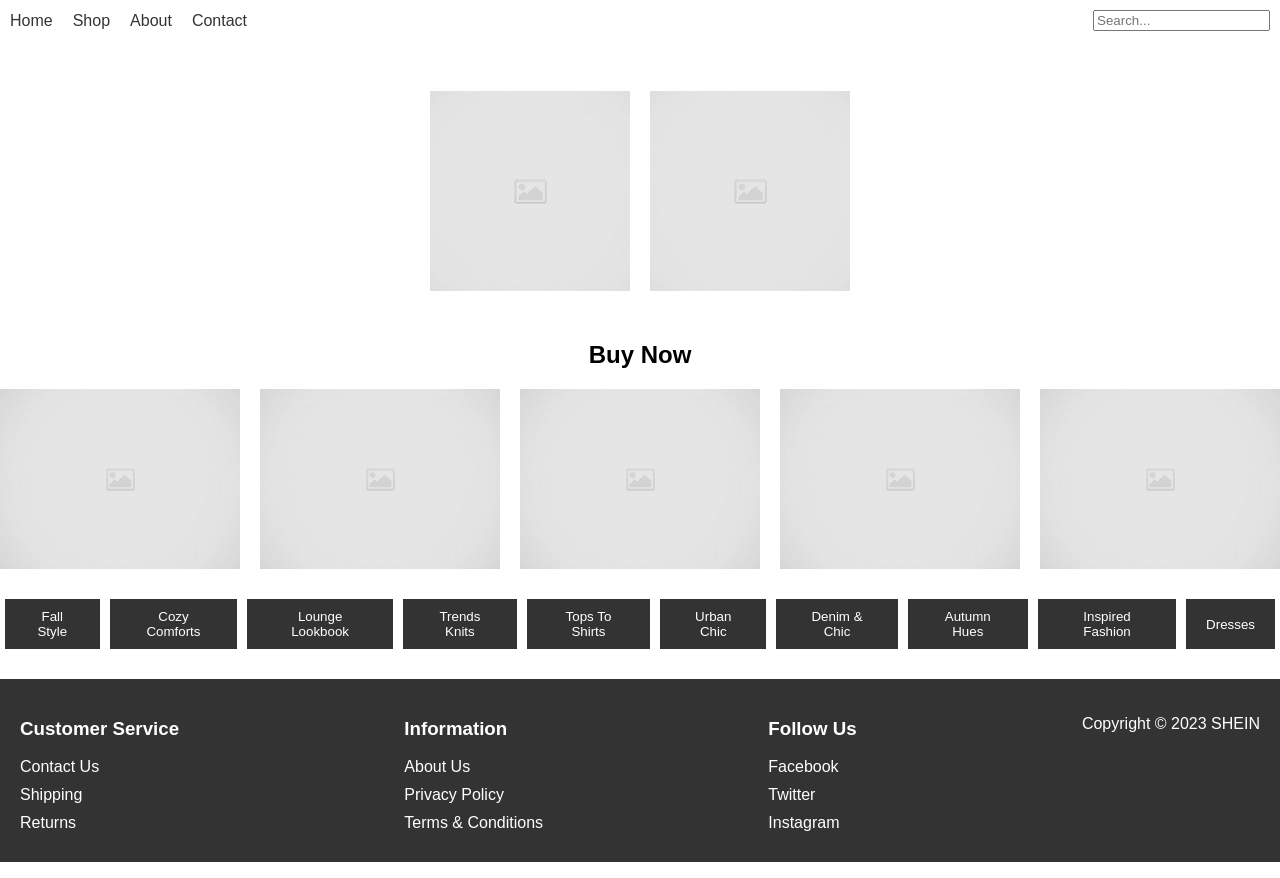 Home Shop About Contact Search...
Buy Now
Fall
Style
Cozy
Comforts
Lounge
Lookbook
Trends
Knits
Tops To
Shirts
Urban
Chic
Denim &
Chic
Autumn
Hues
Inspired
Fashion
Dresses
Customer Service
Contact Us
Shipping
Returns
Information
About Us
Privacy Policy
Terms & Conditions
Follow Us
Facebook
Twitter
Instagram
Copyright © 2023 SHEIN